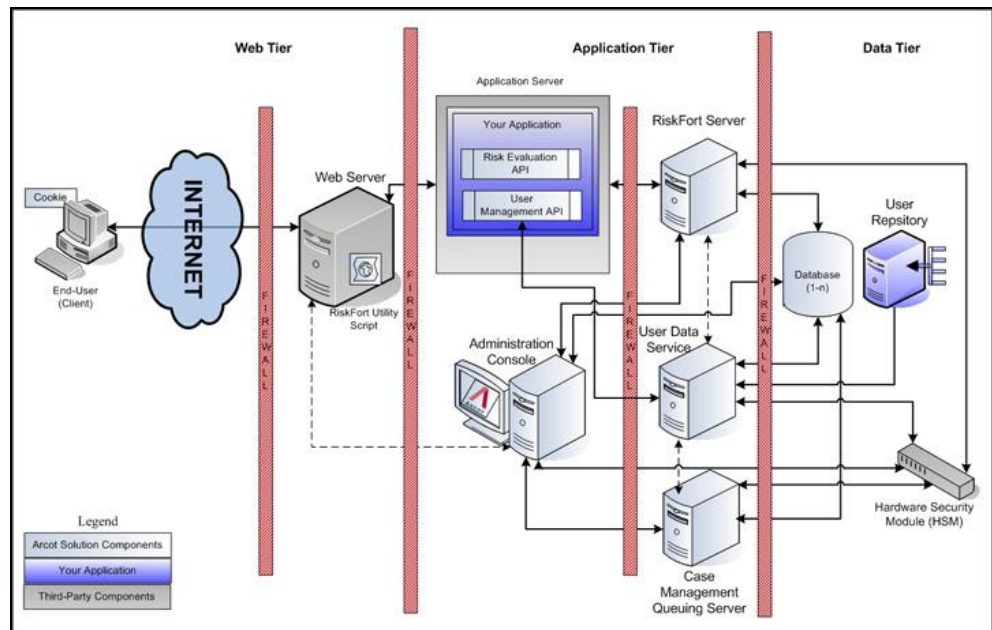 Web Tier
Application Tier
Data Tier
Application Server
Your Application
Risk Evaluation
API
User
Management API
RiskFort Server
Web Server
Cookie
INTERNET
End-User
(Client)
RiskFort Utility
Script
FIREWALL
FIREWALL
FIREWALL
FIREWALL
User
Repsitory
Database
(1-n)
Administration
Console
ARCOT
User Data
Service
Hardware Security
Module (HSM)
Case
Management
Queuing Server
Legend
Arcot Solution Components
Your Application
Third-Party Components